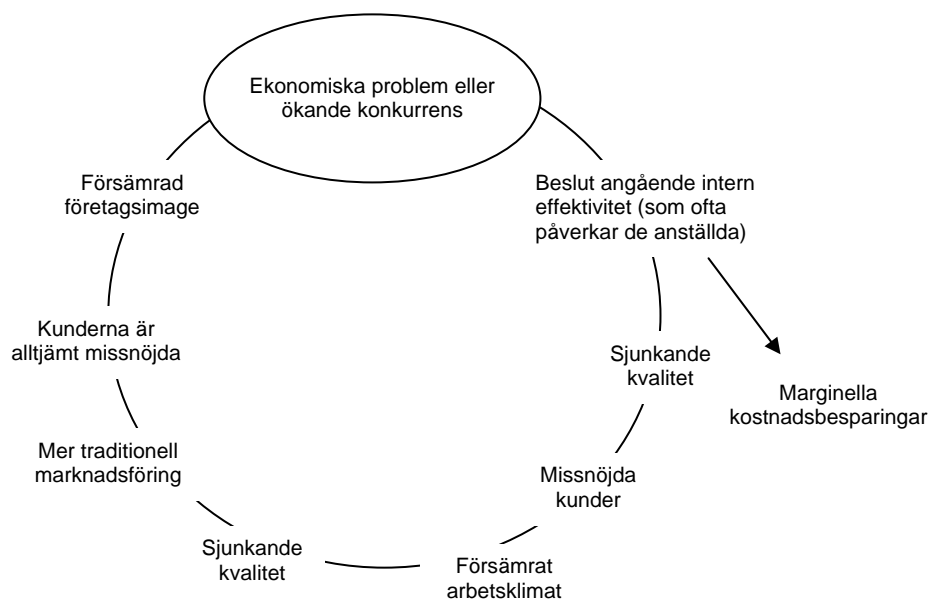 Ekonomiska problem eller
ökande konkurrens
Beslut angående intern
effektivitet (som ofta
påverkar de anställda)
Marginella
kostnadsbesparingar
Sjunkande
kvalitet
Missnöjda
kunder
Försämrat
arbetsklimat
Sjunkande
kvalitet
Mer traditionell
marknadsföring
Kunderna är
alltjämt missnöjda
Försämrad
företagsimage